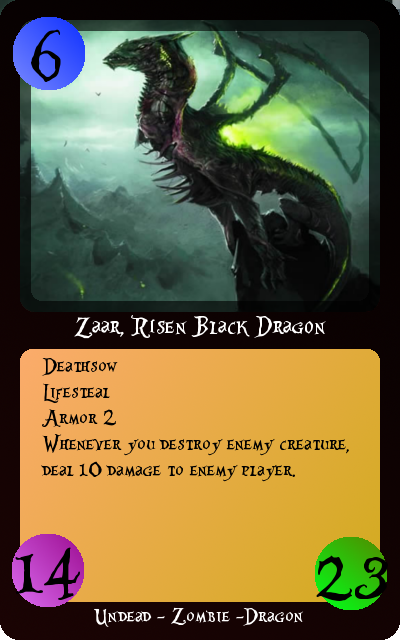 6
Zaar, Risen Black Dragon
Deathsow
Lifesteal
Armor 2
Whenever you destroy enemy creature,
deal 10 damage to enemy player.
14
23
Undead - Zombie -Dragon